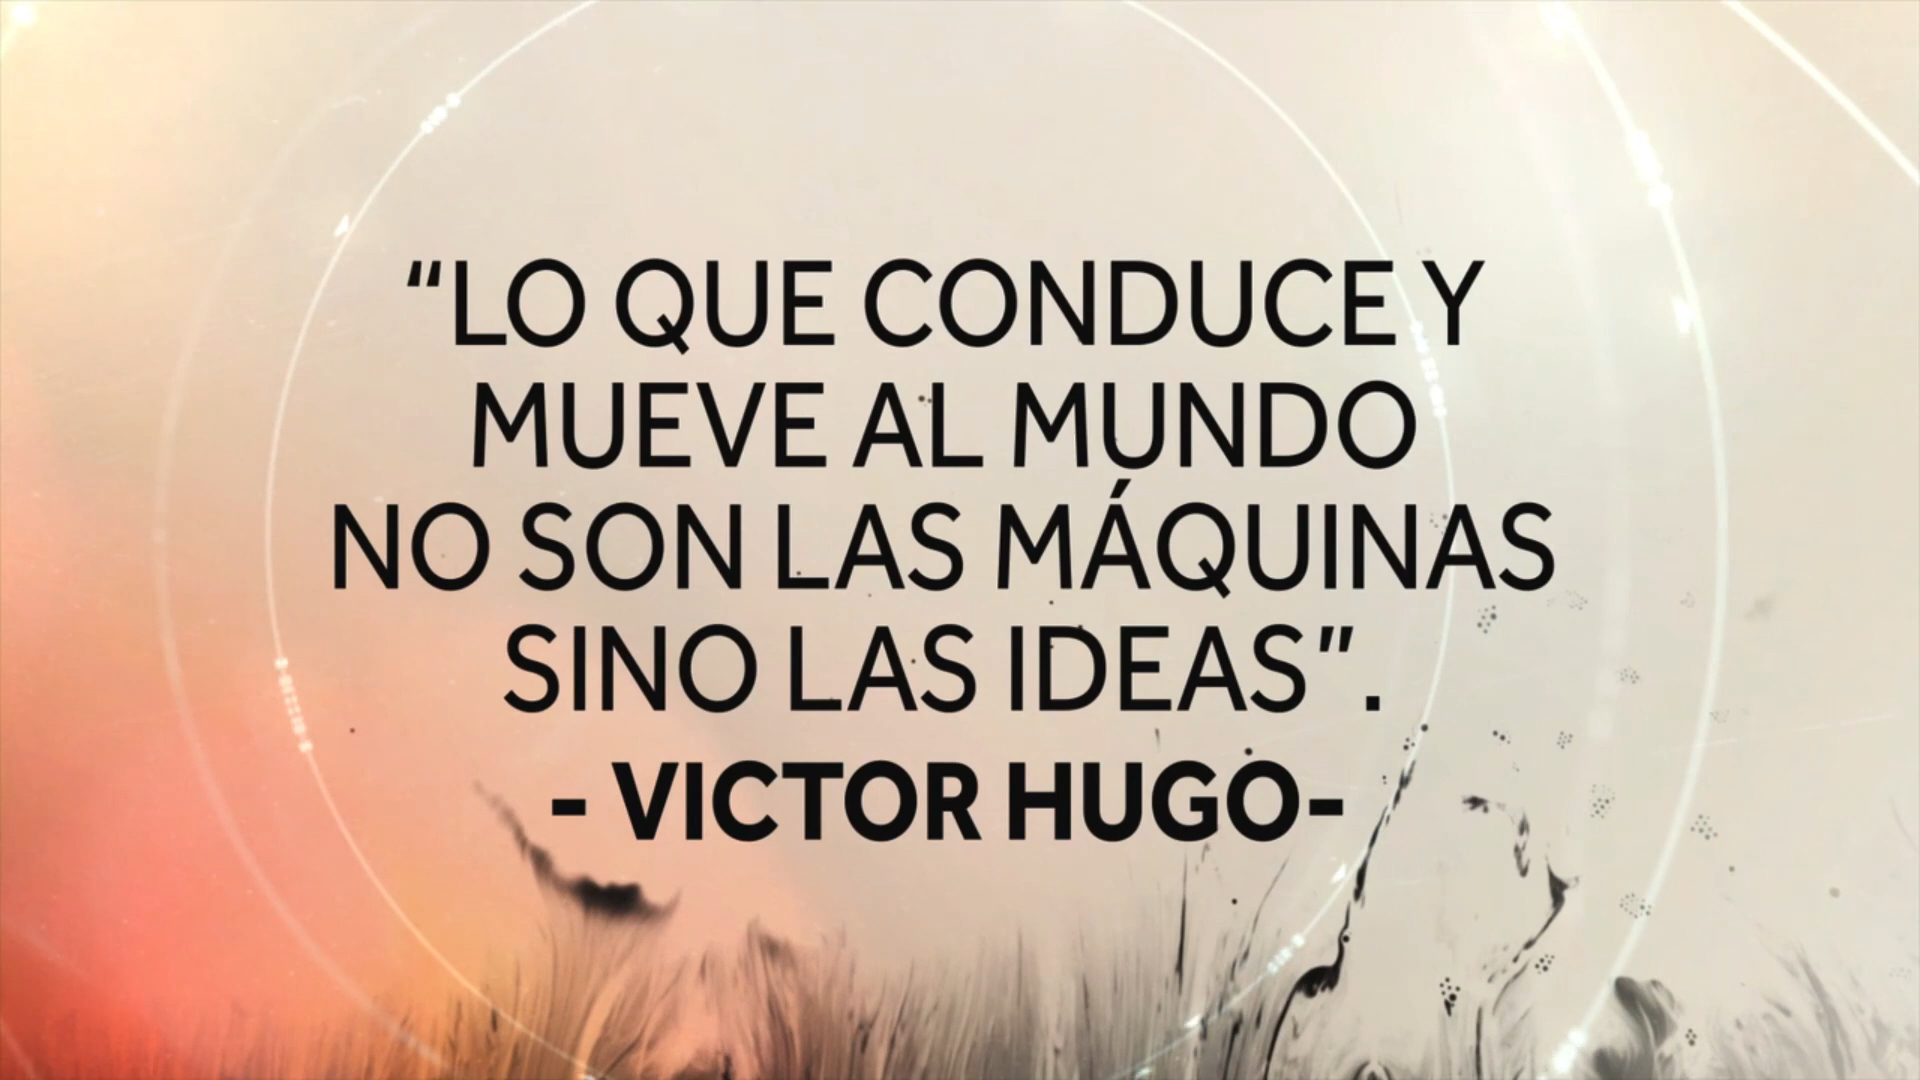 “LO QUE CONDUCE Y
MUEVE AL MUNDO
NO SON LAS MÁQUINAS
SINO LAS IDEAS”.
- VICTOR HUGO-